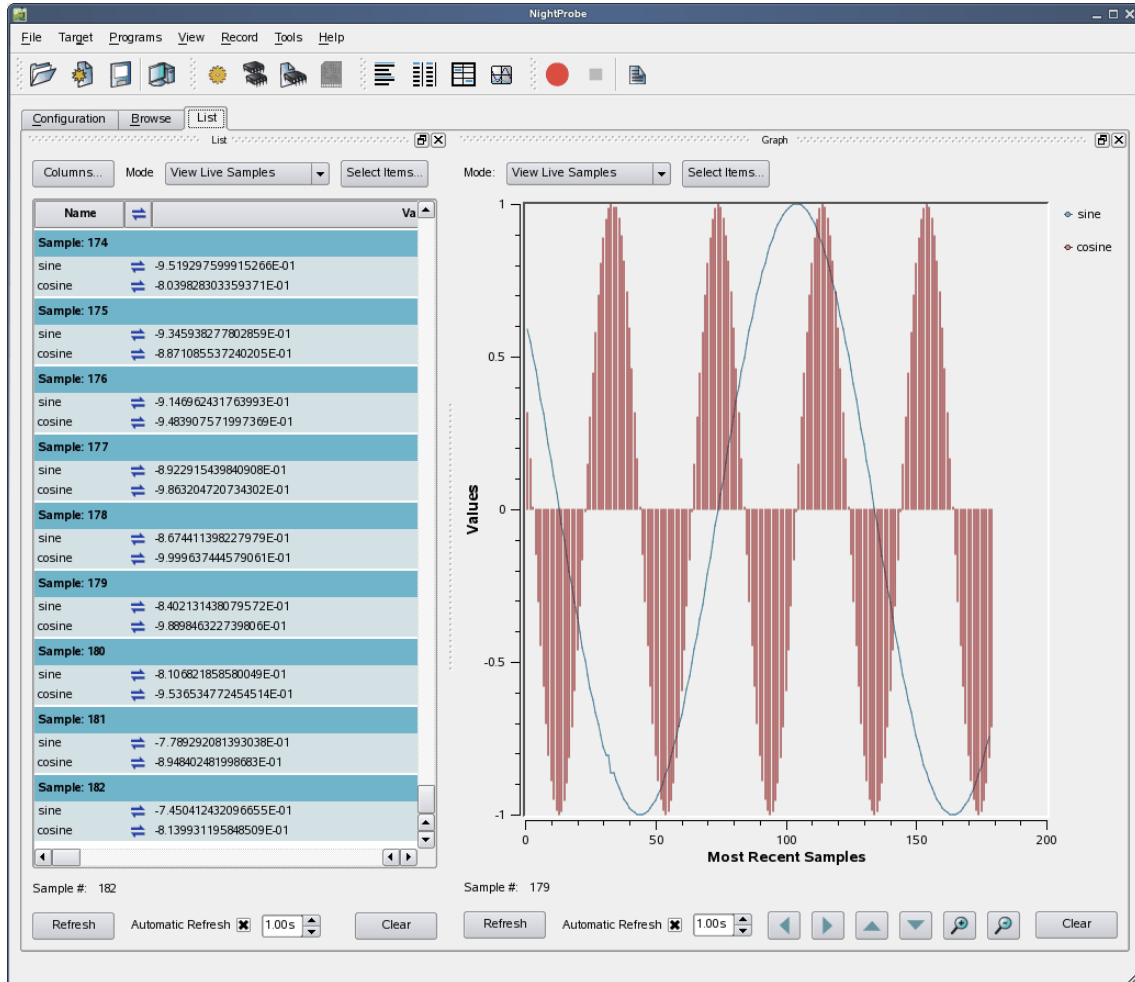 NightProbe
File Target Programs View Record Tools Help
Configuration Browse List
List
Columns... Mode View Live Samples Select Items...
Name Va
Sample: 174
sine -9.519297599915266E-01
cosine -8.039828303359371E-01
Sample: 175
sine -9.345938277802859E-01
cosine -8.871085537240205E-01
Sample: 176
sine -9.146962431763993E-01
cosine -9.483907571997369E-01
Sample: 177
sine -8.922915439840908E-01
cosine -9.863204720734302E-01
Sample: 178
sine -8.674411398227979E-01
cosine -9.999637444579061E-01
Sample: 179
sine -8.402131438079572E-01
cosine -9.889846322739806E-01
Sample: 180
sine -8.106821858580049E-01
cosine -9.536534772454514E-01
Sample: 181
sine -7.789292081393038E-01
cosine -8.948402481998683E-01
Sample: 182
sine -7.450412432096655E-01
cosine -8.139931195848509E-01
Sample #: 182
Refresh Automatic Refresh 1.00s Clear
Graph
Mode: View Live Samples Select Items...
1
0.5
0
-0.5
-1
Values
0 50 100 150 200
Most Recent Samples
sine
cosine
Sample #: 179
Refresh Automatic Refresh 1.00s Clear